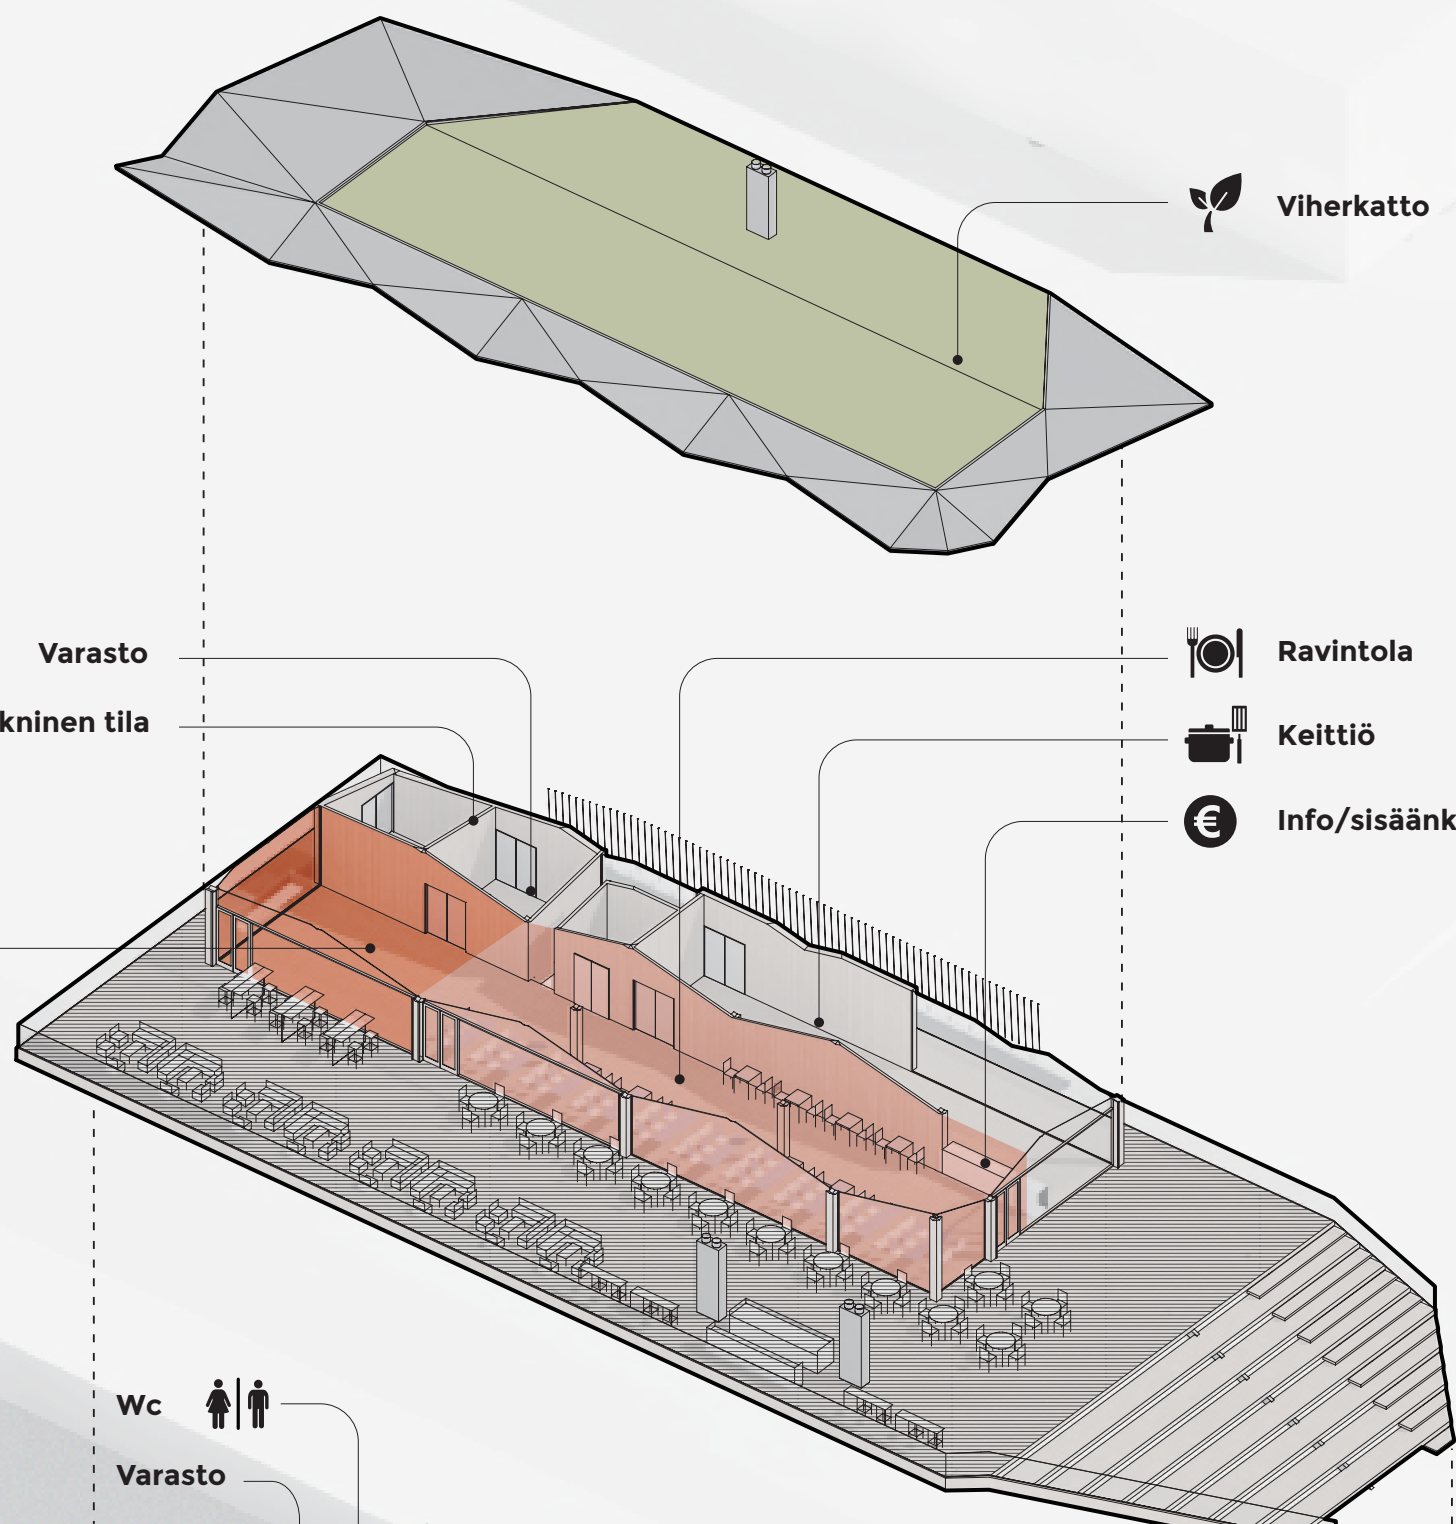 Viherkatto
Varasto
Ravintola
kninen tila
Keittiö
€ Info/sisäänk
Wc
Varasto